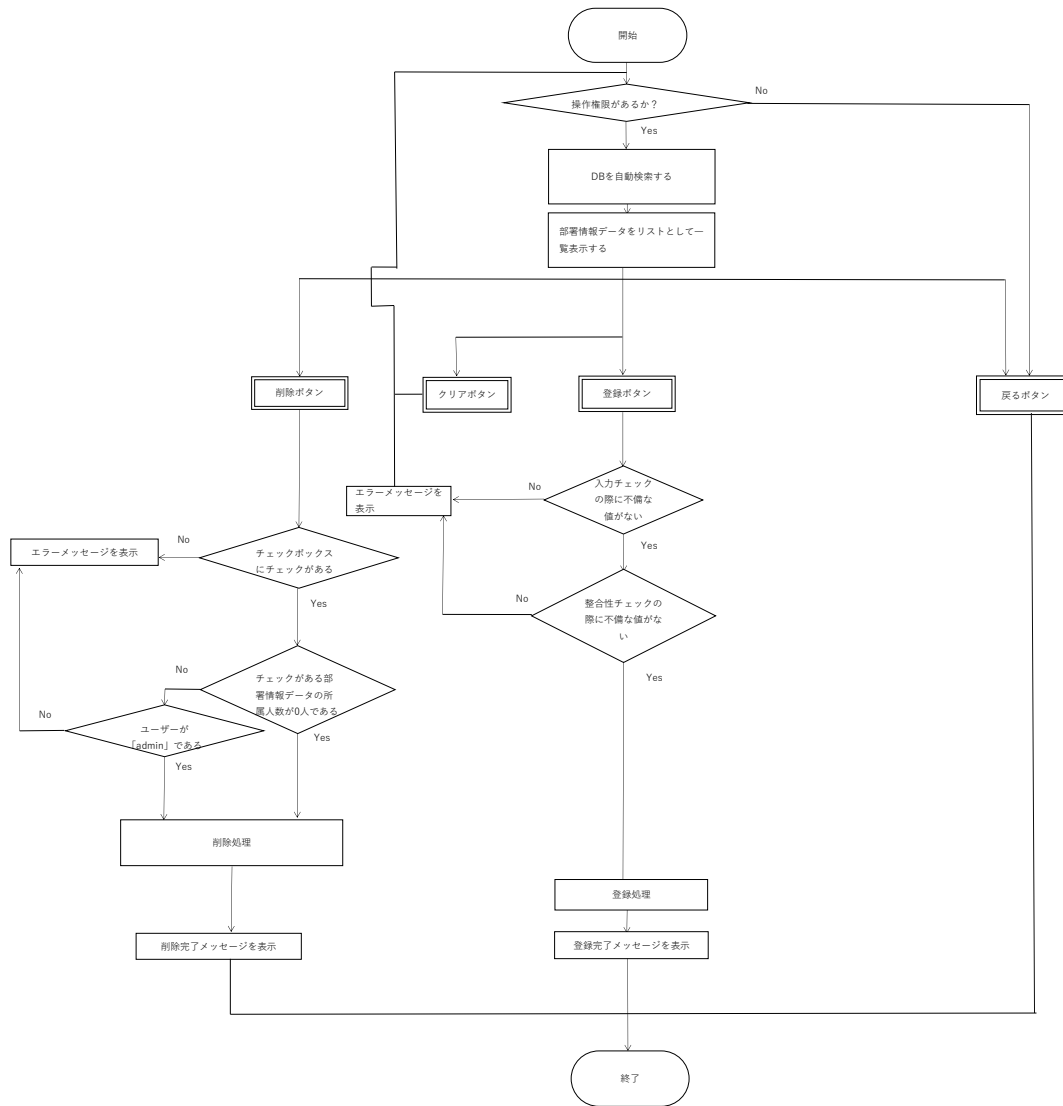 開始
操作権限があるか？
No
Yes
DBを自動検索する
部署情報データをリストとして一
覧表示する
削除ボタン
クリアボタン
登録ボタン
戻るボタン
エラーメッセージを
表示
No
入力チェック
の際に不備な
値がない
Yes
エラーメッセージを表示
No
チェックボックス
にチェックがある
Yes
No
整合性チェックの
際に不備な値がな
い
Yes
No
チェックがある部
署情報データの所
属人数が0人である
Yes
No
ユーザーが
「admin」である
Yes
削除処理
登録処理
削除完了メッセージを表示
登録完了メッセージを表示
終了